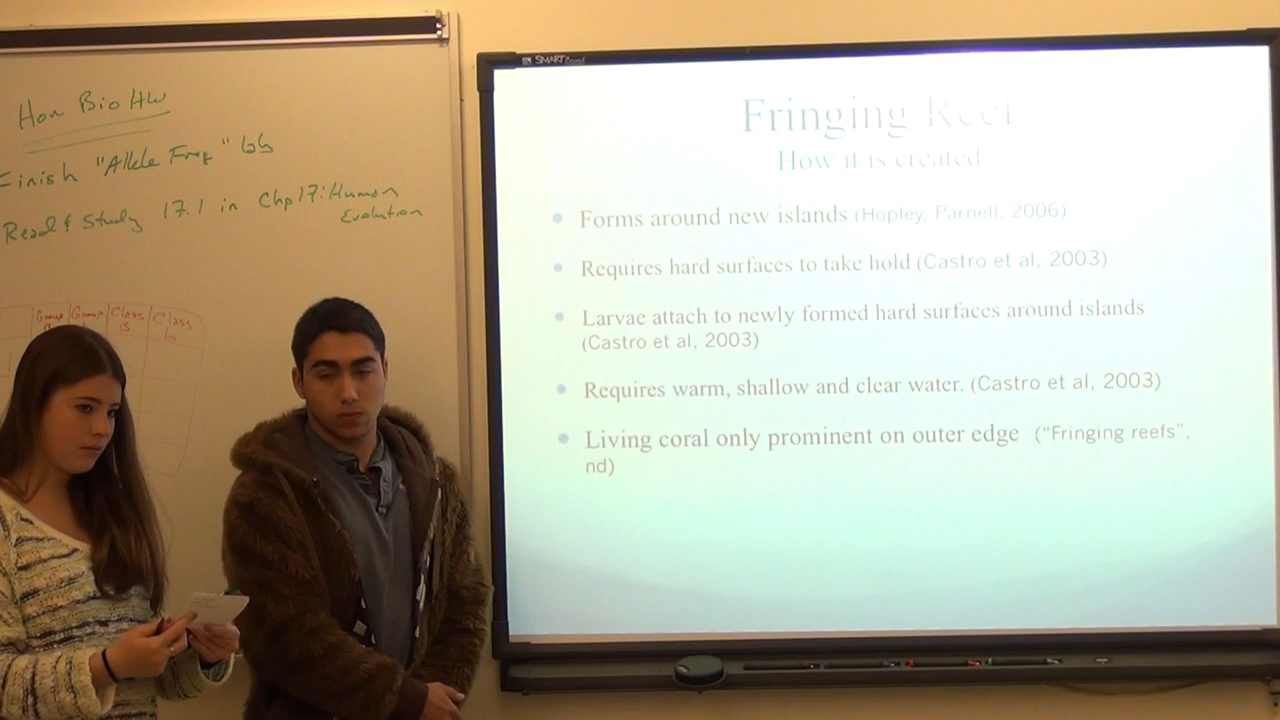 Hon Bio HW
Finish "Allele Freq" lab
Read & Study 17.1 in Chp 17: Human
Evolution
Group Group Class Class
B
SMART Board
Fringing Reef
How it is created
• Forms around new islands (Hopley, Parnell, 2006)
• Requires hard surfaces to take hold (Castro et al, 2003)
• Larvae attach to newly formed hard surfaces around islands
(Castro et al, 2003)
• Requires warm, shallow and clear water. (Castro et al, 2003)
• Living coral only prominent on outer edge (“Fringing reefs”,
nd)